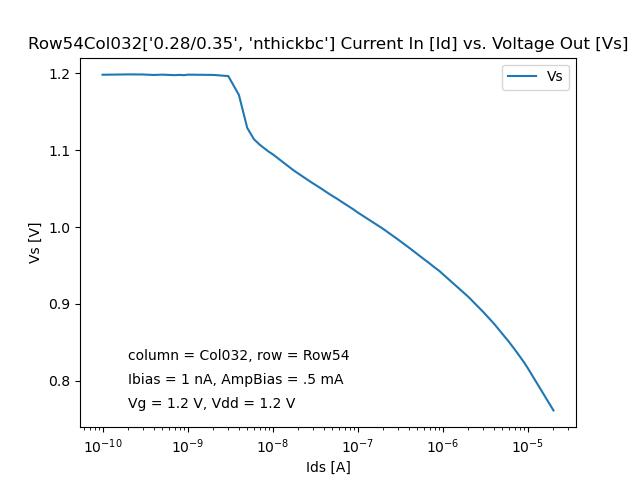 Row54Col032['0.28/0.35', 'nthickbc'] Current In [Id] vs. Voltage Out [Vs]
Vs
1.2
1.1
1.0
0.9
0.8
Vs [V]
column = Col032, row = Row54
Ibias = 1 nA, AmpBias = .5 mA
Vg = 1.2 V, Vdd = 1.2 V
10⁻¹⁰ 10⁻⁹ 10⁻⁸ 10⁻⁷ 10⁻⁶ 10⁻⁵
Ids [A]